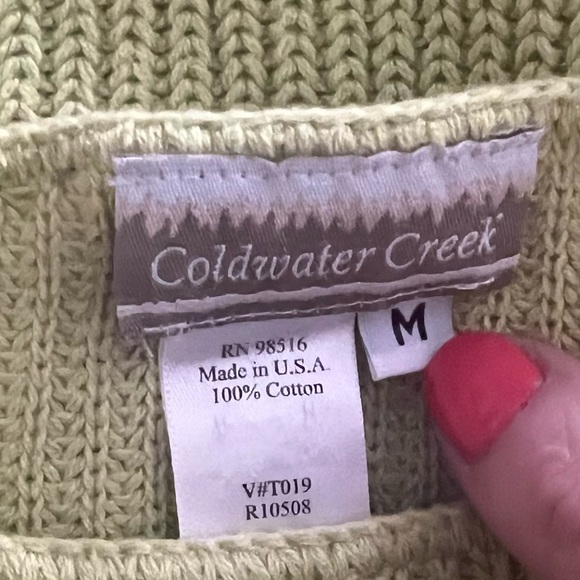 Coldwater Creek
M
RN 98516
Made in U.S.A.
100% Cotton
V#T019
R10508